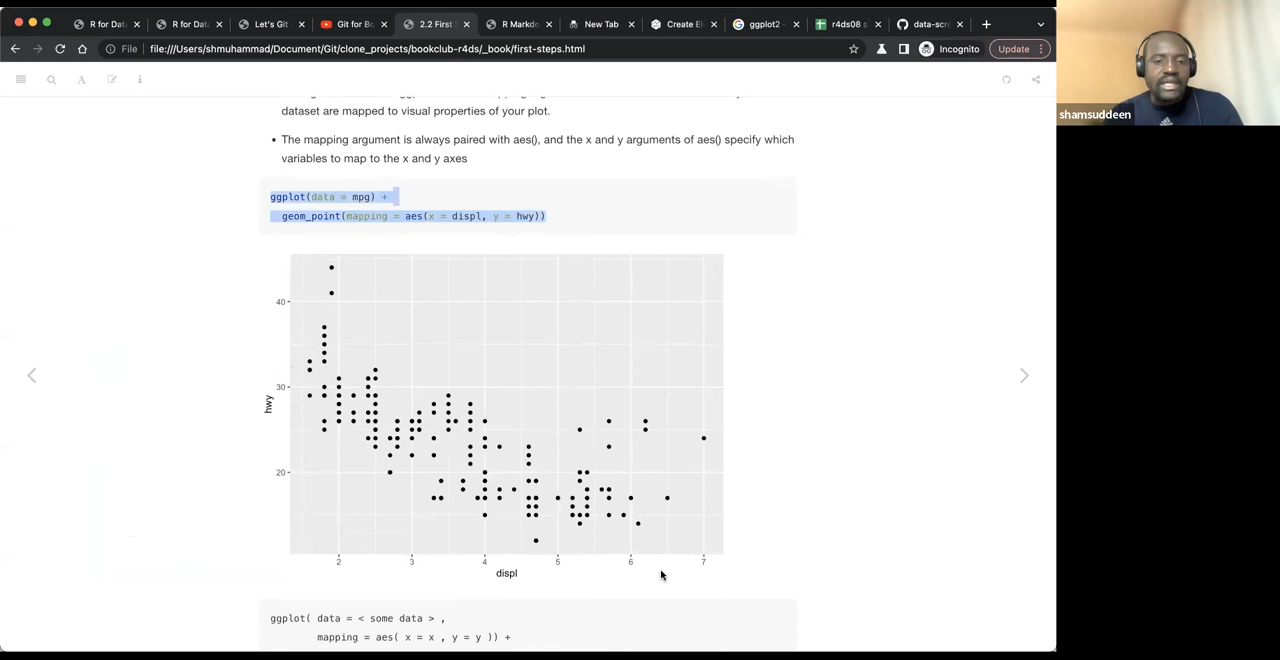 R for Data
R for Data
Let's Git
Git for Bo
2.2 First
R Markdo
New Tab
Create El
ggplot2 -
r4ds08.s
data-scre
File
file:///Users/shmuhammad/Document/Git/clone_projects/bookclub-r4ds/_book/first-steps.html
Incognito
Update
shamsuddeen
dataset are mapped to visual properties of your plot.
• The mapping argument is always paired with aes(), and the x and y arguments of aes() specify which
variables to map to the x and y axes
ggplot(data = mpg) +
geom_point(mapping = aes(x = displ, y = hwy))
40
30
20
hwy
2 3 4 5 6 7
displ
ggplot( data = < some data > ,
mapping = aes( x = x , y = y )) +